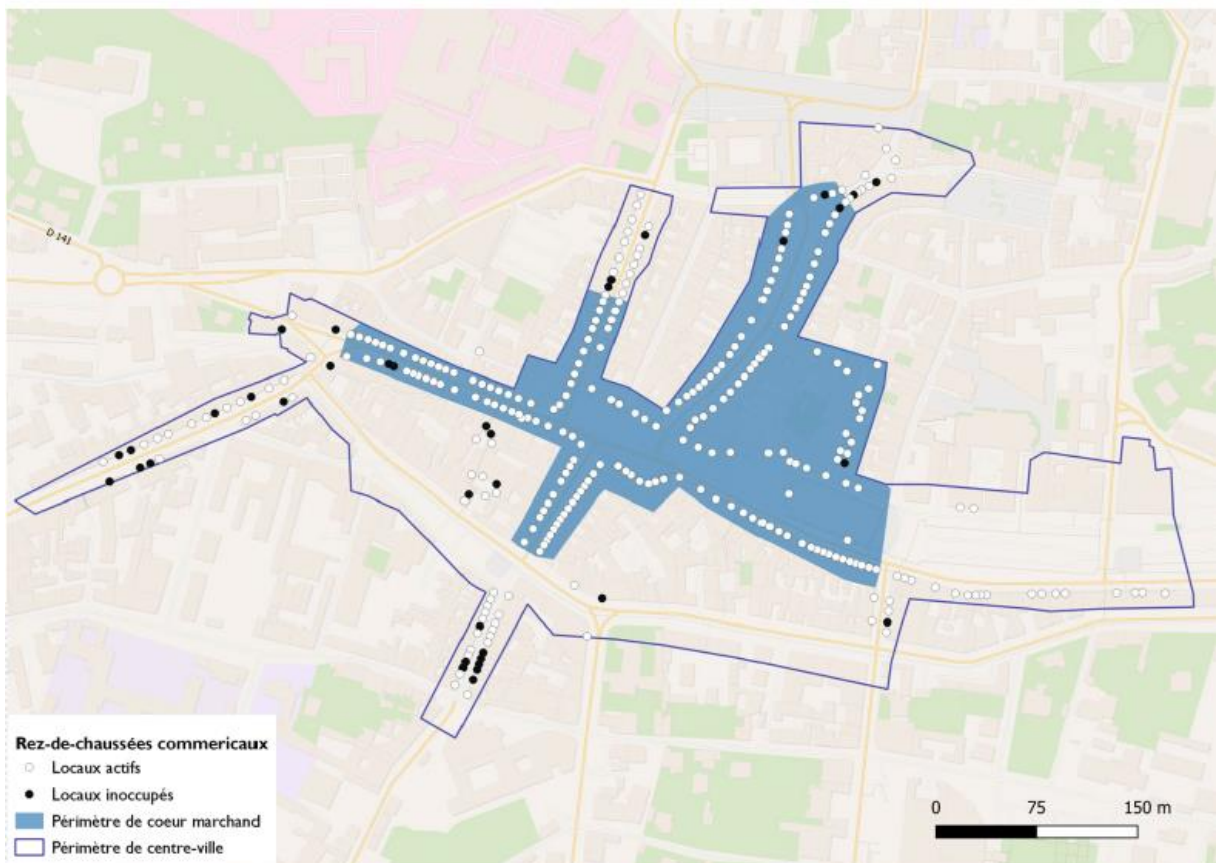 D 141
Rez-de-chaussées commericaux
Locaux actifs
Locaux inoccupés
Périmètre de coeur marchand
Périmètre de centre-ville
0 75 150 m